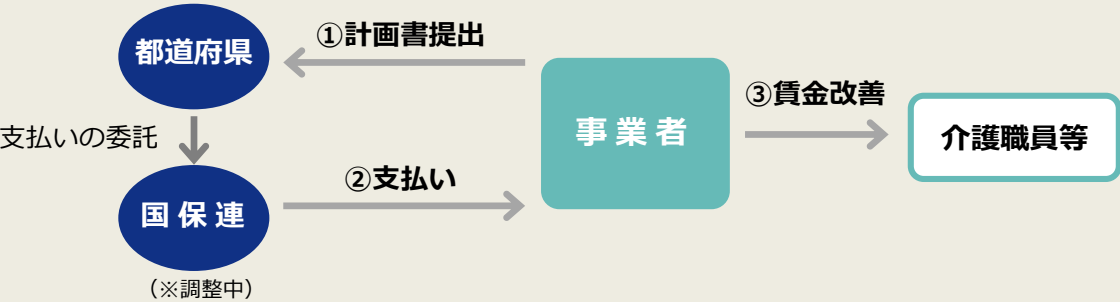 都道府県
①計画書提出
事業者
③賃金改善
介護職員等
支払いの委託
②支払い
国保連
（※調整中）